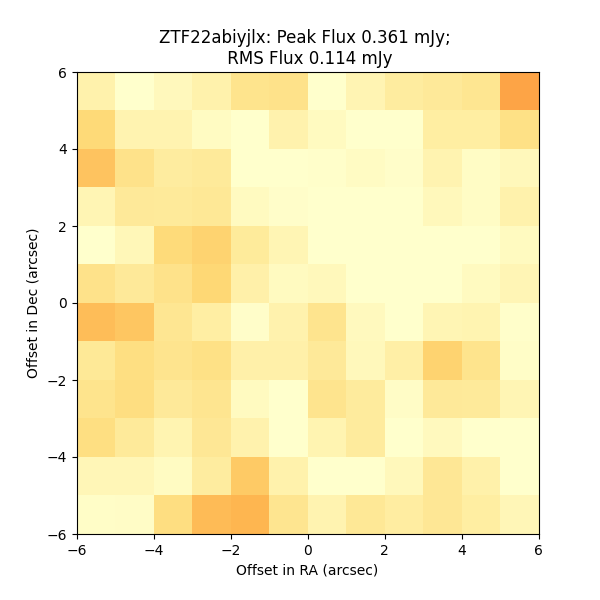 ZTF22abiyjlx: Peak Flux 0.361 mJy;
RMS Flux 0.114 mJy
6
4
2
0
−2
−4
−6
Offset in Dec (arcsec)
−6 −4 −2 0 2 4 6
Offset in RA (arcsec)